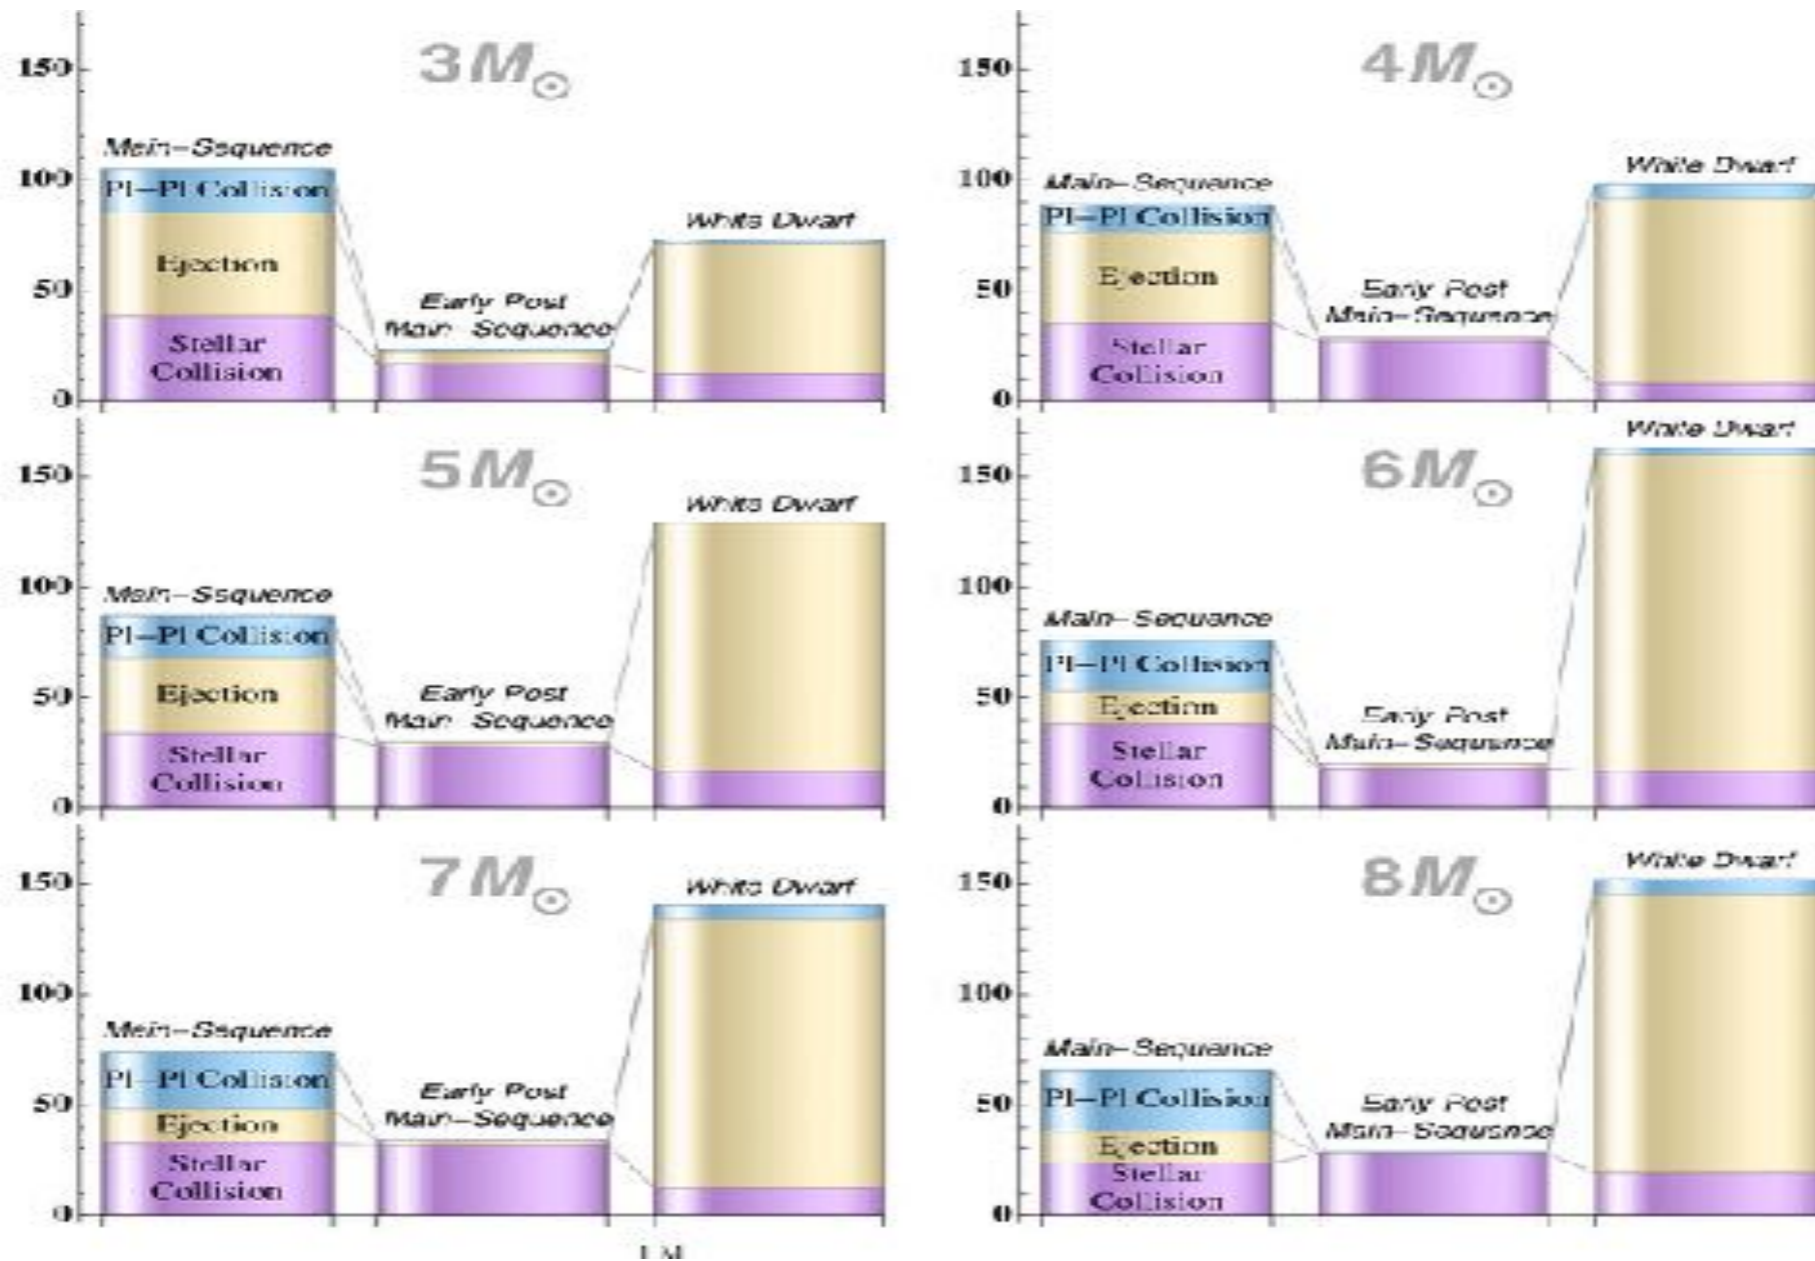 3M☉
150
100
50
0
Main-Sequence
Pl-Pl Collision
Ejection
Stellar
Collision
Early Post
Main-Sequence
White Dwarf
4M☉
150
100
50
0
Main-Sequence
Pl-Pl Collision
Ejection
Stellar
Collision
Early Post
Main-Sequence
White Dwarf
5M☉
150
100
50
0
Main-Sequence
Pl-Pl Collision
Ejection
Stellar
Collision
Early Post
Main-Sequence
White Dwarf
6M☉
150
100
50
0
Main-Sequence
Pl-Pl Collision
Ejection
Stellar
Collision
Early Post
Main-Sequence
White Dwarf
7M☉
150
100
50
0
Main-Sequence
Pl-Pl Collision
Ejection
Stellar
Collision
Early Post
Main-Sequence
White Dwarf
8M☉
150
100
50
0
Main-Sequence
Pl-Pl Collision
Ejection
Stellar
Collision
Early Post
Main-Sequence
White Dwarf